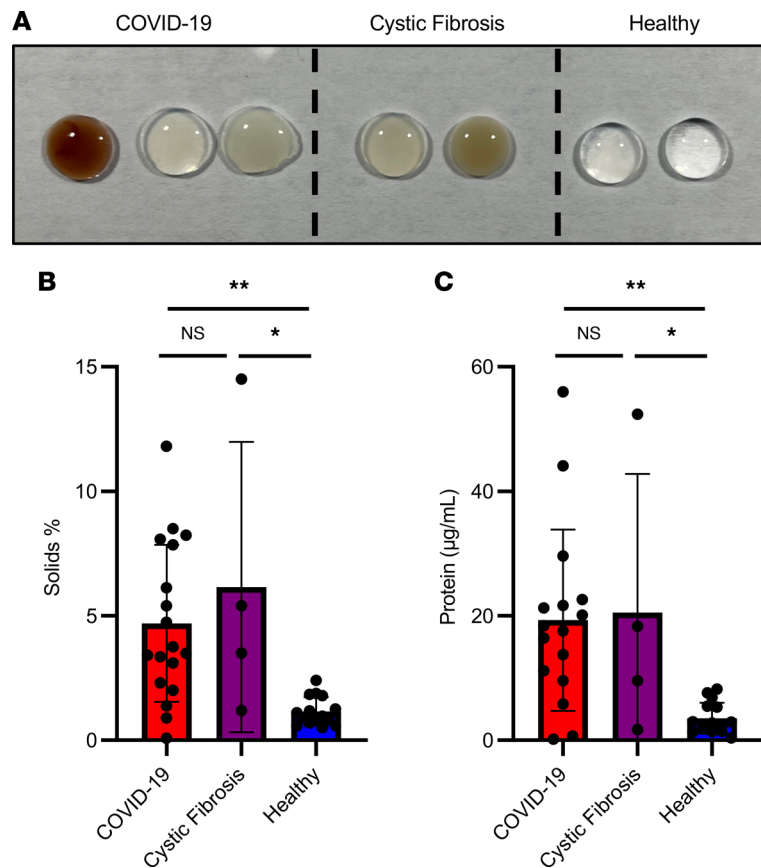 A
COVID-19
Cystic Fibrosis
Healthy
B
**
NS
*
15
10
5
0
Solids %
COVID-19
Cystic Fibrosis
Healthy
C
**
NS
*
60
40
20
0
Protein (µg/mL)
COVID-19
Cystic Fibrosis
Healthy